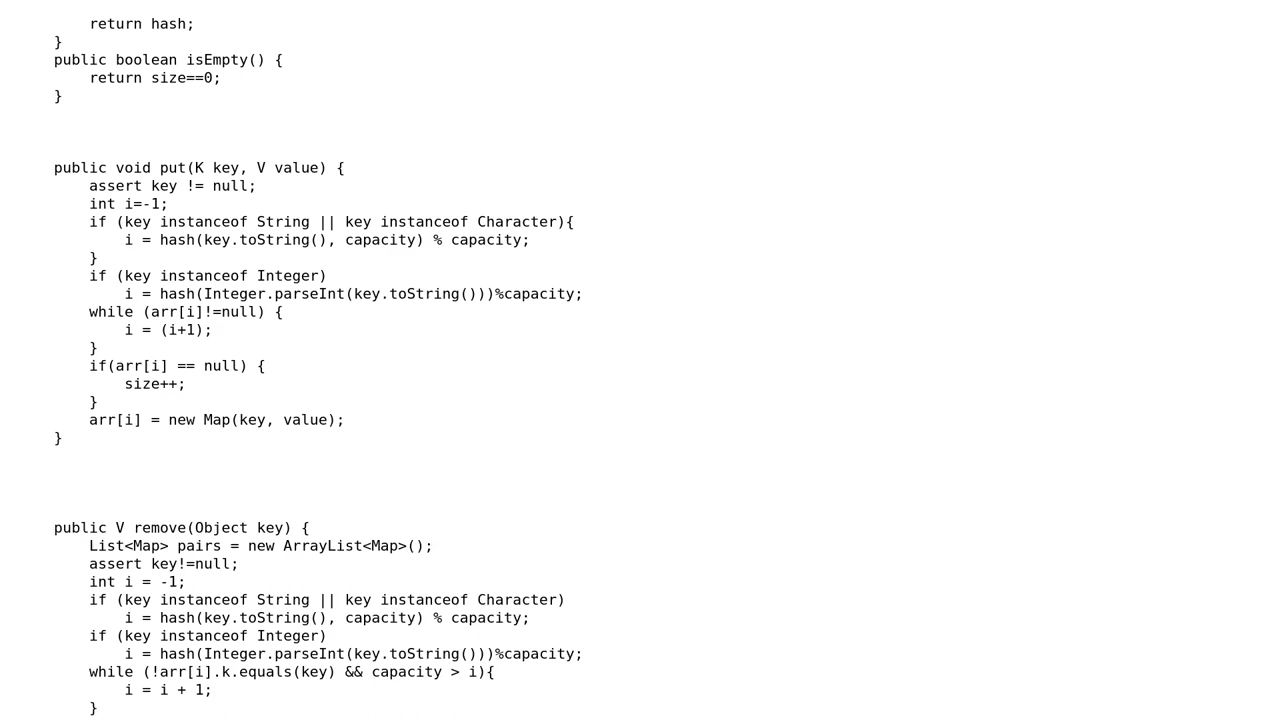 return hash;
    }
    public boolean isEmpty() {
        return size==0;
    }

    public void put(K key, V value) {
        assert key != null;
        int i=-1;
        if (key instanceof String || key instanceof Character){
            i = hash(key.toString(), capacity) % capacity;
        }
        if (key instanceof Integer)
            i = hash(Integer.parseInt(key.toString()))%capacity;
        while (arr[i]!=null) {
            i = (i+1);
        }
        if(arr[i] == null) {
            size++;
        }
        arr[i] = new Map(key, value);
    }

    public V remove(Object key) {
        List<Map> pairs = new ArrayList<Map>();
        assert key!=null;
        int i = -1;
        if (key instanceof String || key instanceof Character)
            i = hash(key.toString(), capacity) % capacity;
        if (key instanceof Integer)
            i = hash(Integer.parseInt(key.toString()))%capacity;
        while (!arr[i].k.equals(key) && capacity > i){
            i = i + 1;
        }